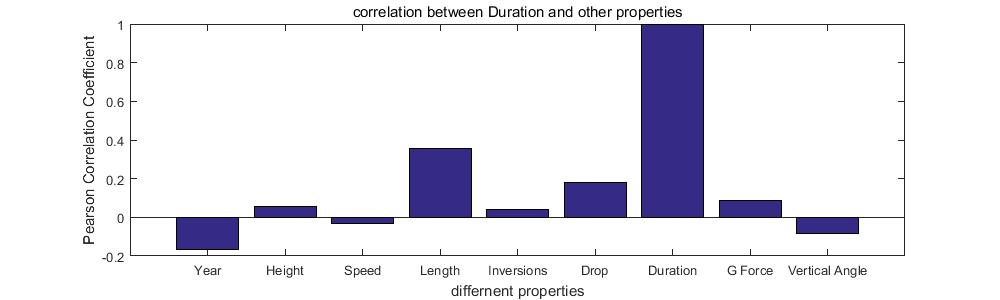 correlation between Duration and other properties
Pearson Correlation Coefficient
1
0.8
0.6
0.4
0.2
0
-0.2
Year Height Speed Length Inversions Drop Duration G Force Vertical Angle
differnent properties